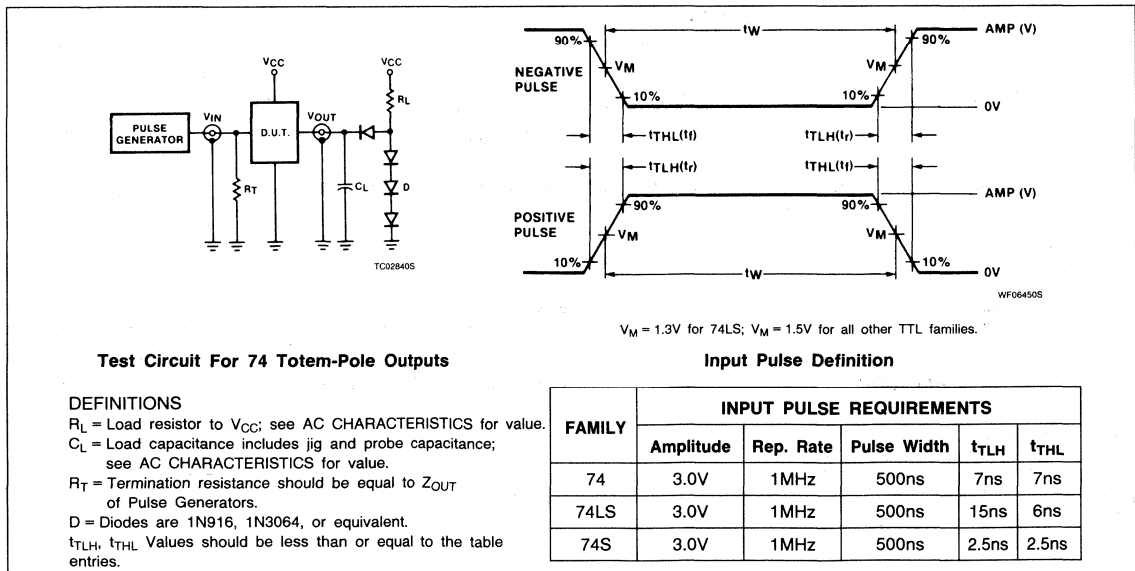 PULSE
GENERATOR
VIN
RT
VCC
D.U.T.
VOUT
CL
VCC
RL
D
TC02840S
Test Circuit For 74 Totem-Pole Outputs
NEGATIVE
PULSE
90%
VM
10%
tW
10%
VM
90%
AMP (V)
0V
tTHL(tf)
tTLH(tr)
tTLH(tr)
tTHL(tf)
POSITIVE
PULSE
10%
VM
90%
tW
90%
VM
10%
AMP (V)
0V
WF06450S
VM = 1.3V for 74LS; VM = 1.5V for all other TTL families.
Input Pulse Definition
DEFINITIONS
RL = Load resistor to VCC; see AC CHARACTERISTICS for value.
CL = Load capacitance includes jig and probe capacitance;
see AC CHARACTERISTICS for value.
RT = Termination resistance should be equal to ZOUT
of Pulse Generators.
D = Diodes are 1N916, 1N3064, or equivalent.
tTLH, tTHL Values should be less than or equal to the table
entries.
FAMILY INPUT PULSE REQUIREMENTS
Amplitude Rep. Rate Pulse Width tTLH tTHL
74 3.0V 1MHz 500ns 7ns 7ns
74LS 3.0V 1MHz 500ns 15ns 6ns
74S 3.0V 1MHz 500ns 2.5ns 2.5ns